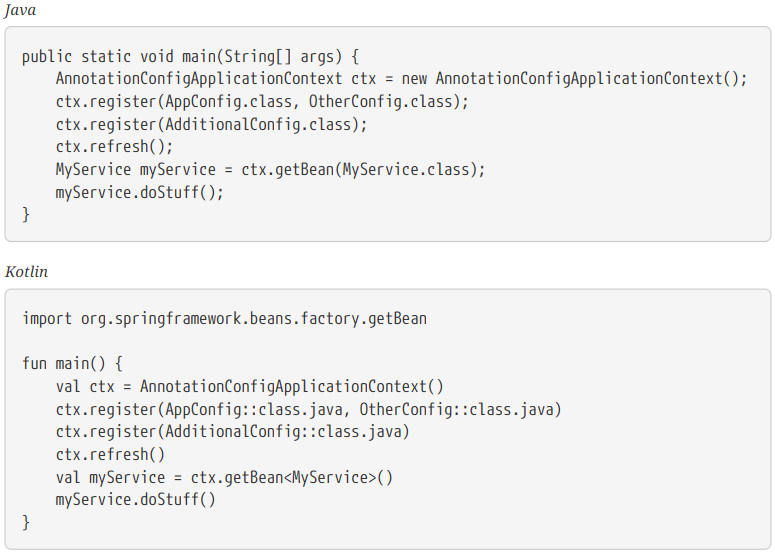 Java
public static void main(String[] args) {
    AnnotationConfigApplicationContext ctx = new AnnotationConfigApplicationContext();
    ctx.register(AppConfig.class, OtherConfig.class);
    ctx.register(AdditionalConfig.class);
    ctx.refresh();
    MyService myService = ctx.getBean(MyService.class);
    myService.doStuff();
}
Kotlin
import org.springframework.beans.factory.getBean
fun main() {
    val ctx = AnnotationConfigApplicationContext()
    ctx.register(AppConfig::class.java, OtherConfig::class.java)
    ctx.register(AdditionalConfig::class.java)
    ctx.refresh()
    val myService = ctx.getBean<MyService>()
    myService.doStuff()
}